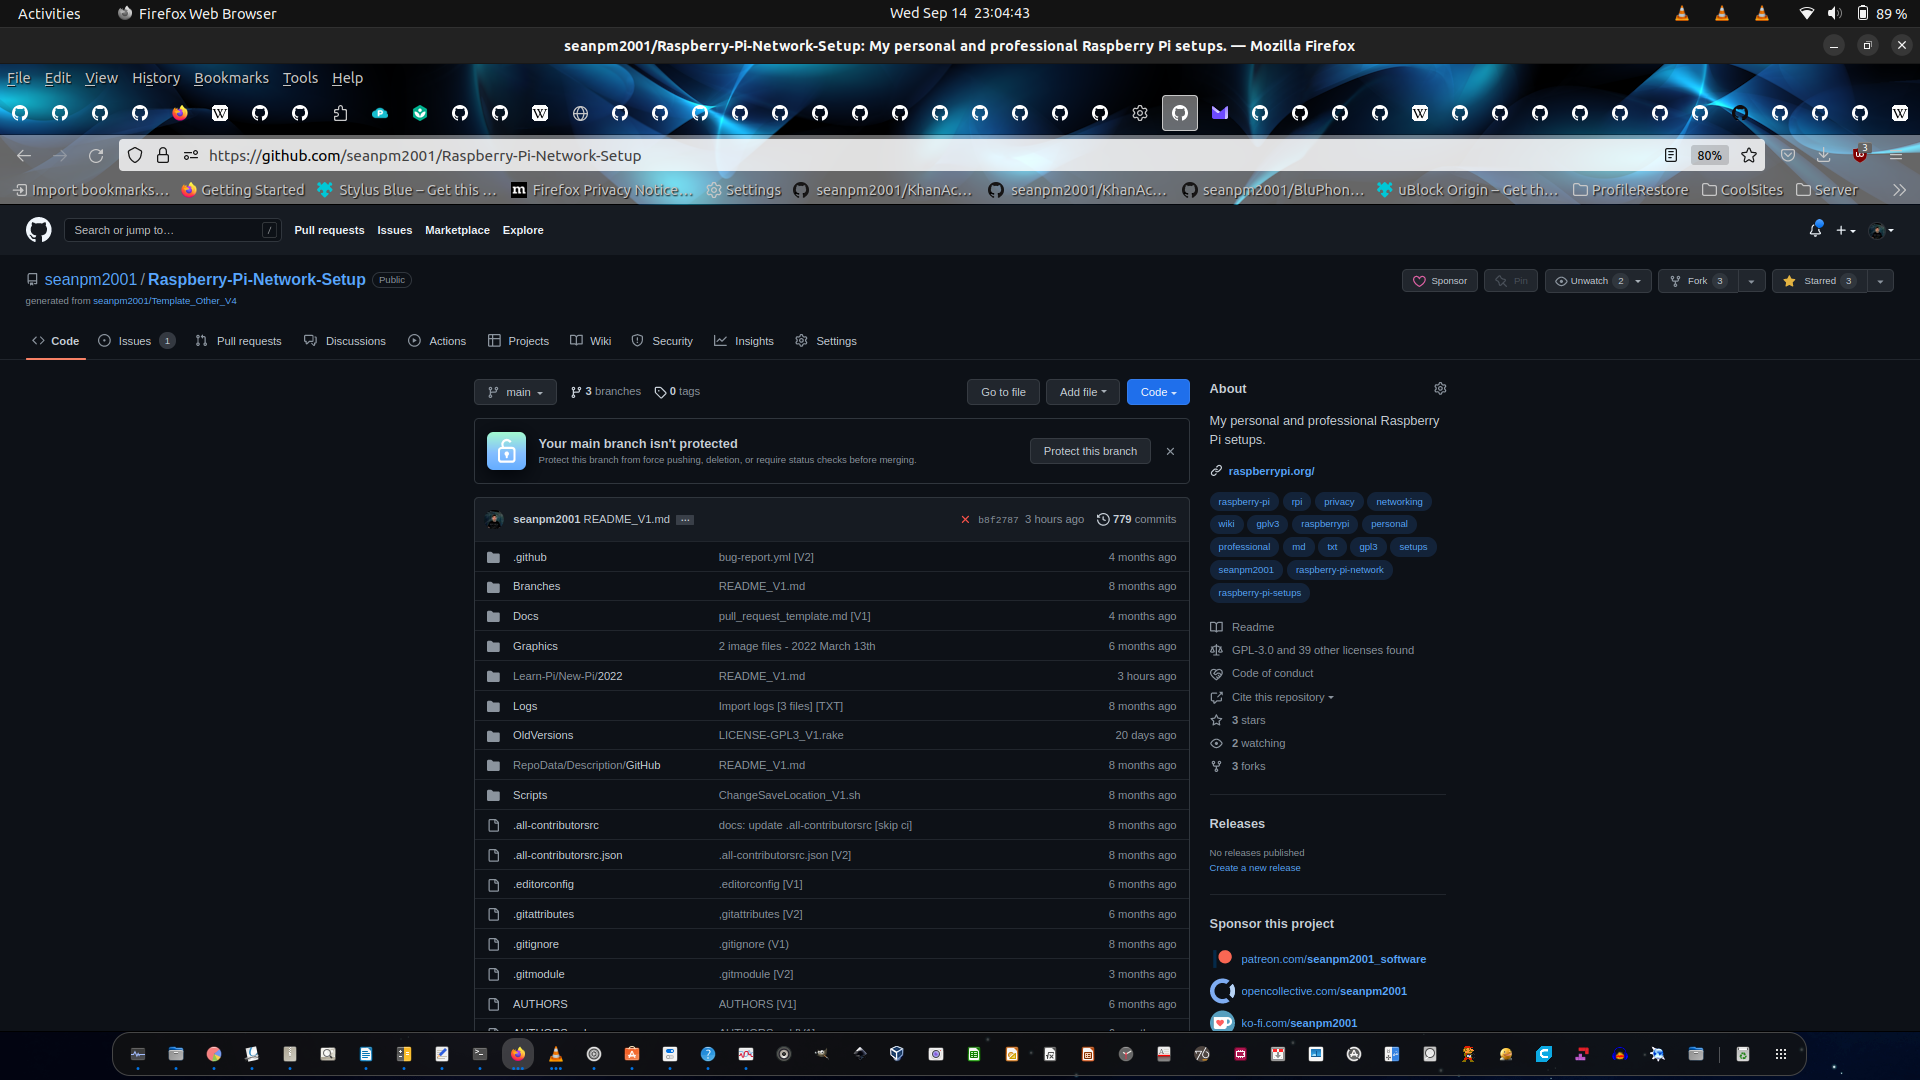 Activities
Firefox Web Browser
Wed Sep 14  23:04:43
89 %
seanpm2001/Raspberry-Pi-Network-Setup: My personal and professional Raspberry Pi setups. — Mozilla Firefox
File Edit View History Bookmarks Tools Help
https://github.com/seanpm2001/Raspberry-Pi-Network-Setup
80%
3
Import bookmarks…
Getting Started
Stylus Blue – Get this …
Firefox Privacy Notice…
Settings
seanpm2001/KhanAc…
seanpm2001/KhanAc…
seanpm2001/BluPhon…
uBlock Origin – Get th…
ProfileRestore
CoolSites
Server
Search or jump to…
/
Pull requests
Issues
Marketplace
Explore
seanpm2001 / Raspberry-Pi-Network-Setup
Public
generated from seanpm2001/Template_Other_V4
Sponsor
Pin
Unwatch 2
Fork 3
Starred 3
Code
Issues 1
Pull requests
Discussions
Actions
Projects
Wiki
Security
Insights
Settings
main
3 branches
0 tags
Go to file
Add file
Code
Your main branch isn't protected
Protect this branch from force pushing, deletion, or require status checks before merging.
Protect this branch
seanpm2001 README_V1.md
b8f2787 3 hours ago
779 commits
.github bug-report.yml [V2] 4 months ago
Branches README_V1.md 8 months ago
Docs pull_request_template.md [V1] 4 months ago
Graphics 2 image files - 2022 March 13th 6 months ago
Learn-Pi/New-Pi/2022 README_V1.md 3 hours ago
Logs Import logs [3 files] [TXT] 8 months ago
OldVersions LICENSE-GPL3_V1.rake 20 days ago
RepoData/Description/GitHub README_V1.md 8 months ago
Scripts ChangeSaveLocation_V1.sh 8 months ago
.all-contributorsrc docs: update .all-contributorsrc [skip ci] 8 months ago
.all-contributorsrc.json .all-contributorsrc.json [V2] 8 months ago
.editorconfig .editorconfig [V1] 6 months ago
.gitattributes ,gitattributes [V2] 6 months ago
.gitignore .gitignore (V1) 8 months ago
.gitmodule .gitmodule [V2] 3 months ago
AUTHORS AUTHORS [V1] 6 months ago
About
My personal and professional Raspberry
Pi setups.
raspberrypi.org/
raspberry-pi rpi privacy networking
wiki gplv3 raspberrypi personal
professional md txt gpl3 setups
seanpm2001 raspberry-pi-network
raspberry-pi-setups
Readme
GPL-3.0 and 39 other licenses found
Code of conduct
Cite this repository
3 stars
2 watching
3 forks
Releases
No releases published
Create a new release
Sponsor this project
patreon.com/seanpm2001_software
opencollective.com/seanpm2001
ko-fi.com/seanpm2001